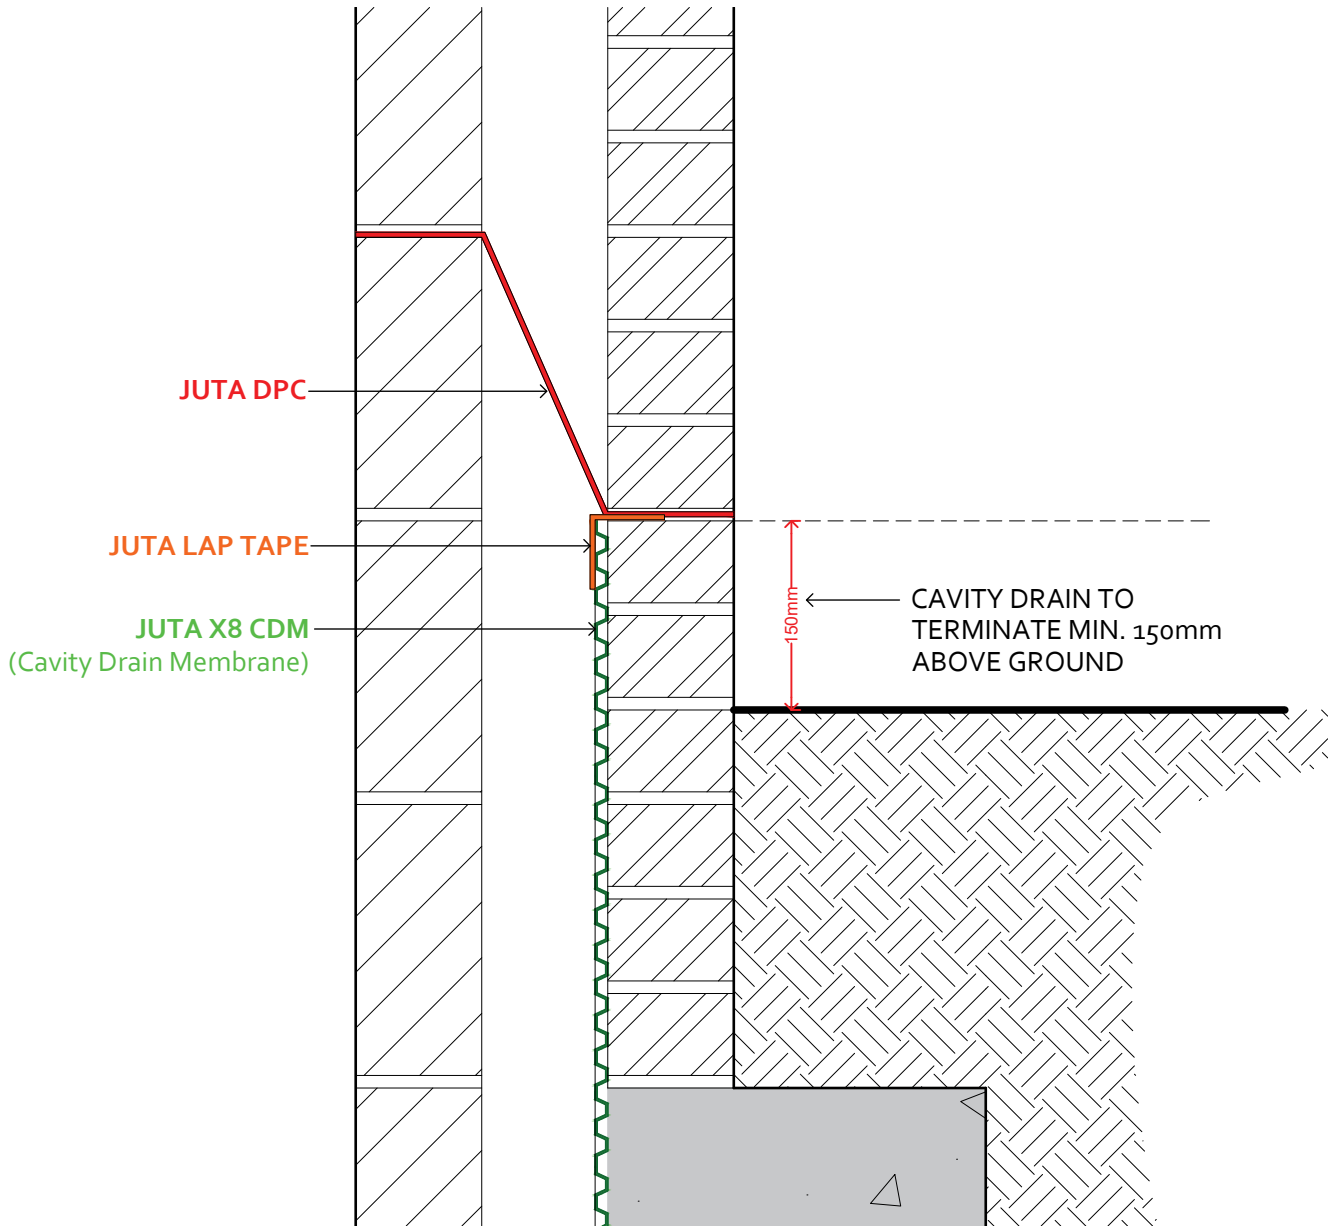 JUTA DPC
JUTA LAP TAPE
JUTA X8 CDM
(Cavity Drain Membrane)
150mm
CAVITY DRAIN TO
TERMINATE MIN. 150mm
ABOVE GROUND